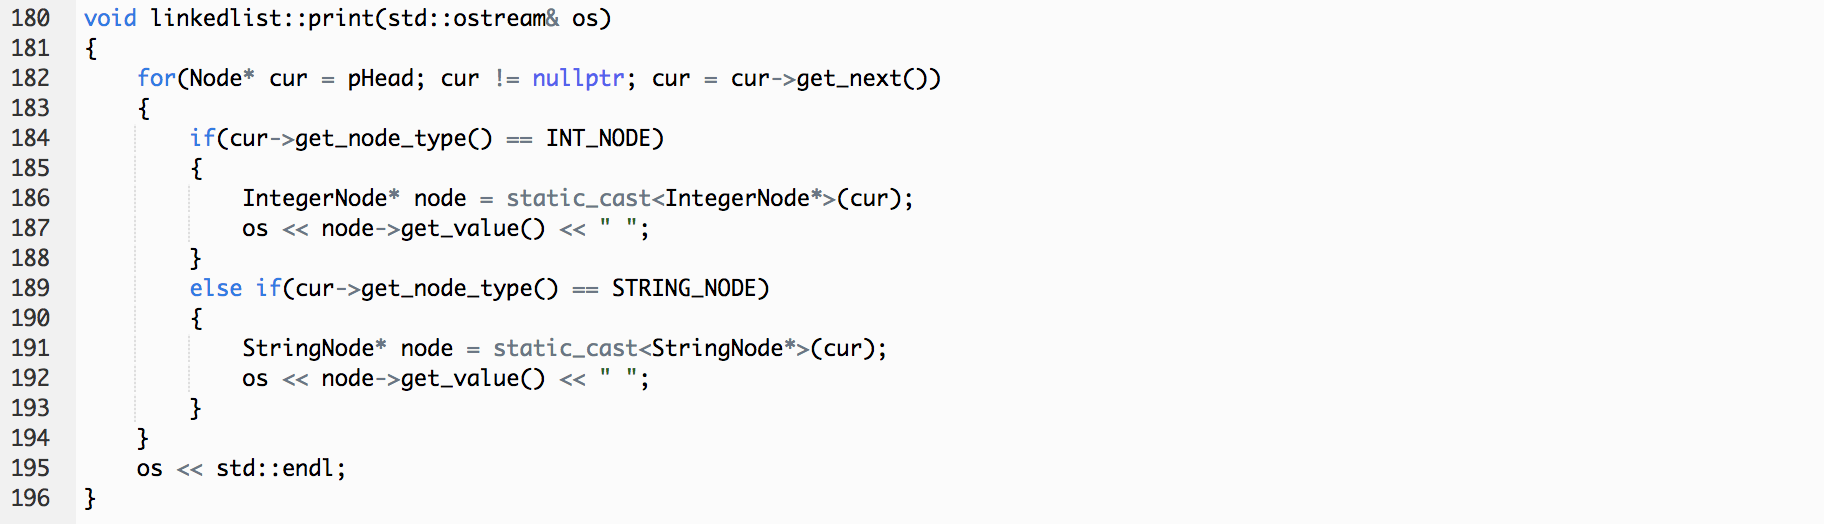 180 void linkedlist::print(std::ostream& os)
181 {
182     for(Node* cur = pHead; cur != nullptr; cur = cur->get_next())
183     {
184         if(cur->get_node_type() == INT_NODE)
185         {
186             IntegerNode* node = static_cast<IntegerNode*>(cur);
187             os << node->get_value() << " ";
188         }
189         else if(cur->get_node_type() == STRING_NODE)
190         {
191             StringNode* node = static_cast<StringNode*>(cur);
192             os << node->get_value() << " ";
193         }
194     }
195     os << std::endl;
196 }